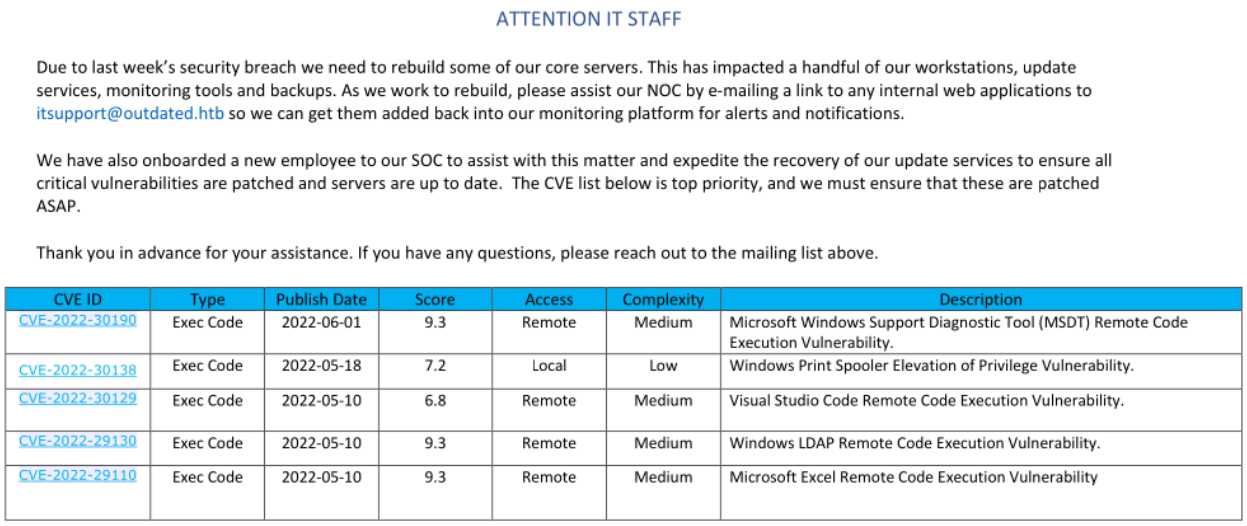 ATTENTION IT STAFF
Due to last week's security breach we need to rebuild some of our core servers. This has impacted a handful of our workstations, update
services, monitoring tools and backups. As we work to rebuild, please assist our NOC by e-mailing a link to any internal web applications to
itsupport@outdated.htb so we can get them added back into our monitoring platform for alerts and notifications.
We have also onboarded a new employee to our SOC to assist with this matter and expedite the recovery of our update services to ensure all
critical vulnerabilities are patched and servers are up to date.  The CVE list below is top priority, and we must ensure that these are patched
ASAP.
Thank you in advance for your assistance. If you have any questions, please reach out to the mailing list above.
CVE ID Type Publish Date Score Access Complexity Description
CVE-2022-30190 Exec Code 2022-06-01 9.3 Remote Medium Microsoft Windows Support Diagnostic Tool (MSDT) Remote Code
Execution Vulnerability.
CVE-2022-30138 Exec Code 2022-05-18 7.2 Local Low Windows Print Spooler Elevation of Privilege Vulnerability.
CVE-2022-30129 Exec Code 2022-05-10 6.8 Remote Medium Visual Studio Code Remote Code Execution Vulnerability.
CVE-2022-29130 Exec Code 2022-05-10 9.3 Remote Medium Windows LDAP Remote Code Execution Vulnerability.
CVE-2022-29110 Exec Code 2022-05-10 9.3 Remote Medium Microsoft Excel Remote Code Execution Vulnerability